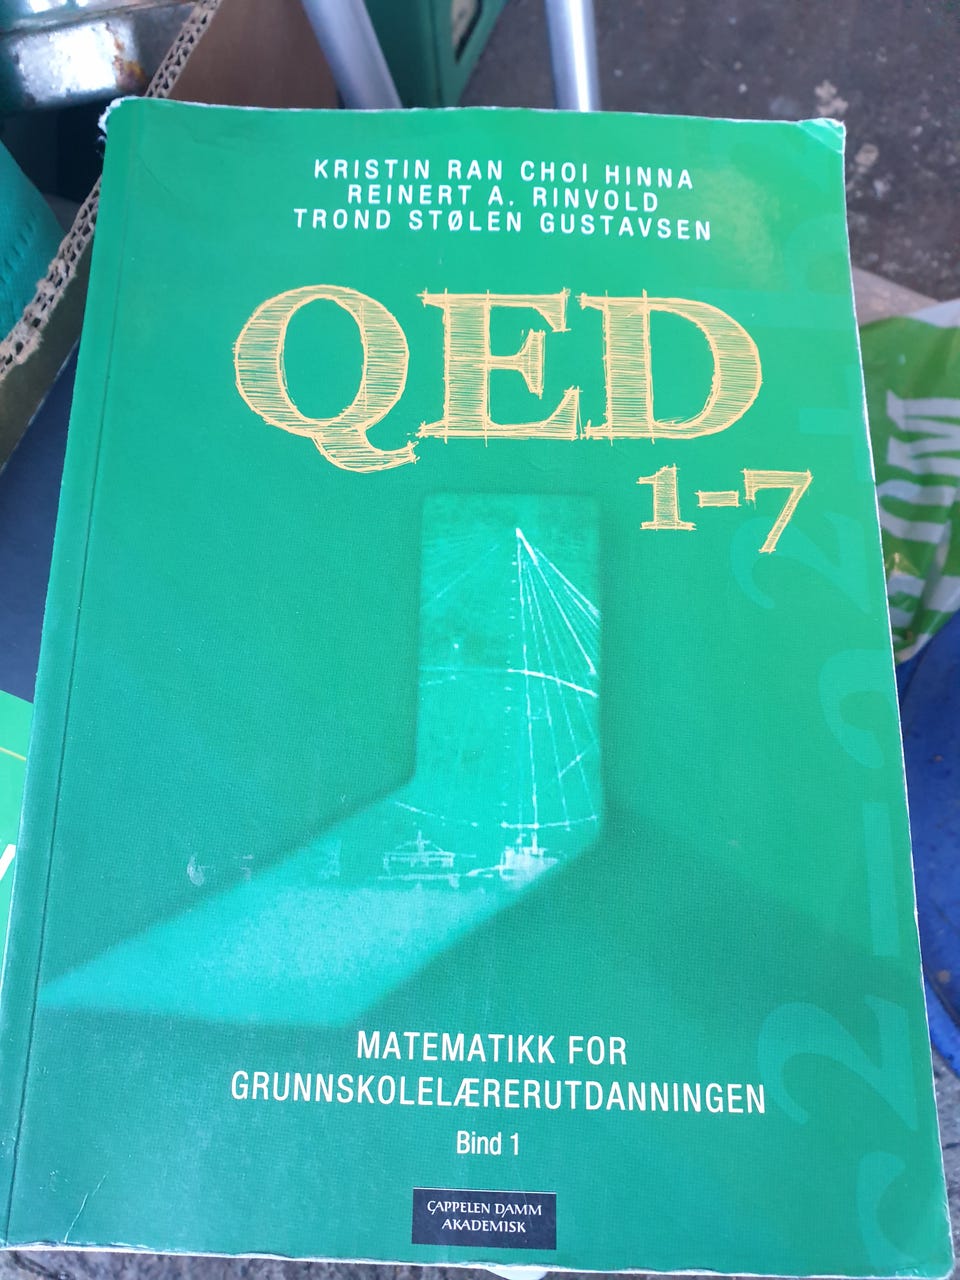 KRISTIN RAN CHOI HINNA
REINERT A. RINVOLD
TROND STØLEN GUSTAVSEN
QED
1-7
MATEMATIKK FOR
GRUNNSKOLELÆRERUTDANNINGEN
Bind 1
CAPPELEN DAMM
AKADEMISK